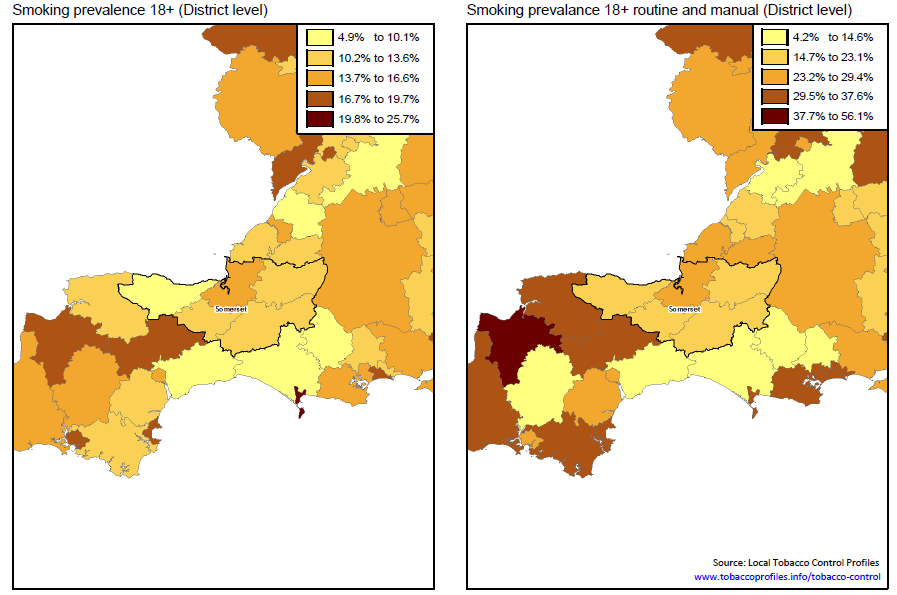 Smoking prevalence 18+ (District level)
4.9% to 10.1%
10.2% to 13.6%
13.7% to 16.6%
16.7% to 19.7%
19.8% to 25.7%
Somerset
Smoking prevalance 18+ routine and manual (District level)
4.2% to 14.6%
14.7% to 23.1%
23.2% to 29.4%
29.5% to 37.6%
37.7% to 56.1%
Somerset
Source: Local Tobacco Control Profiles
www.tobaccoprofiles.info/tobacco-control